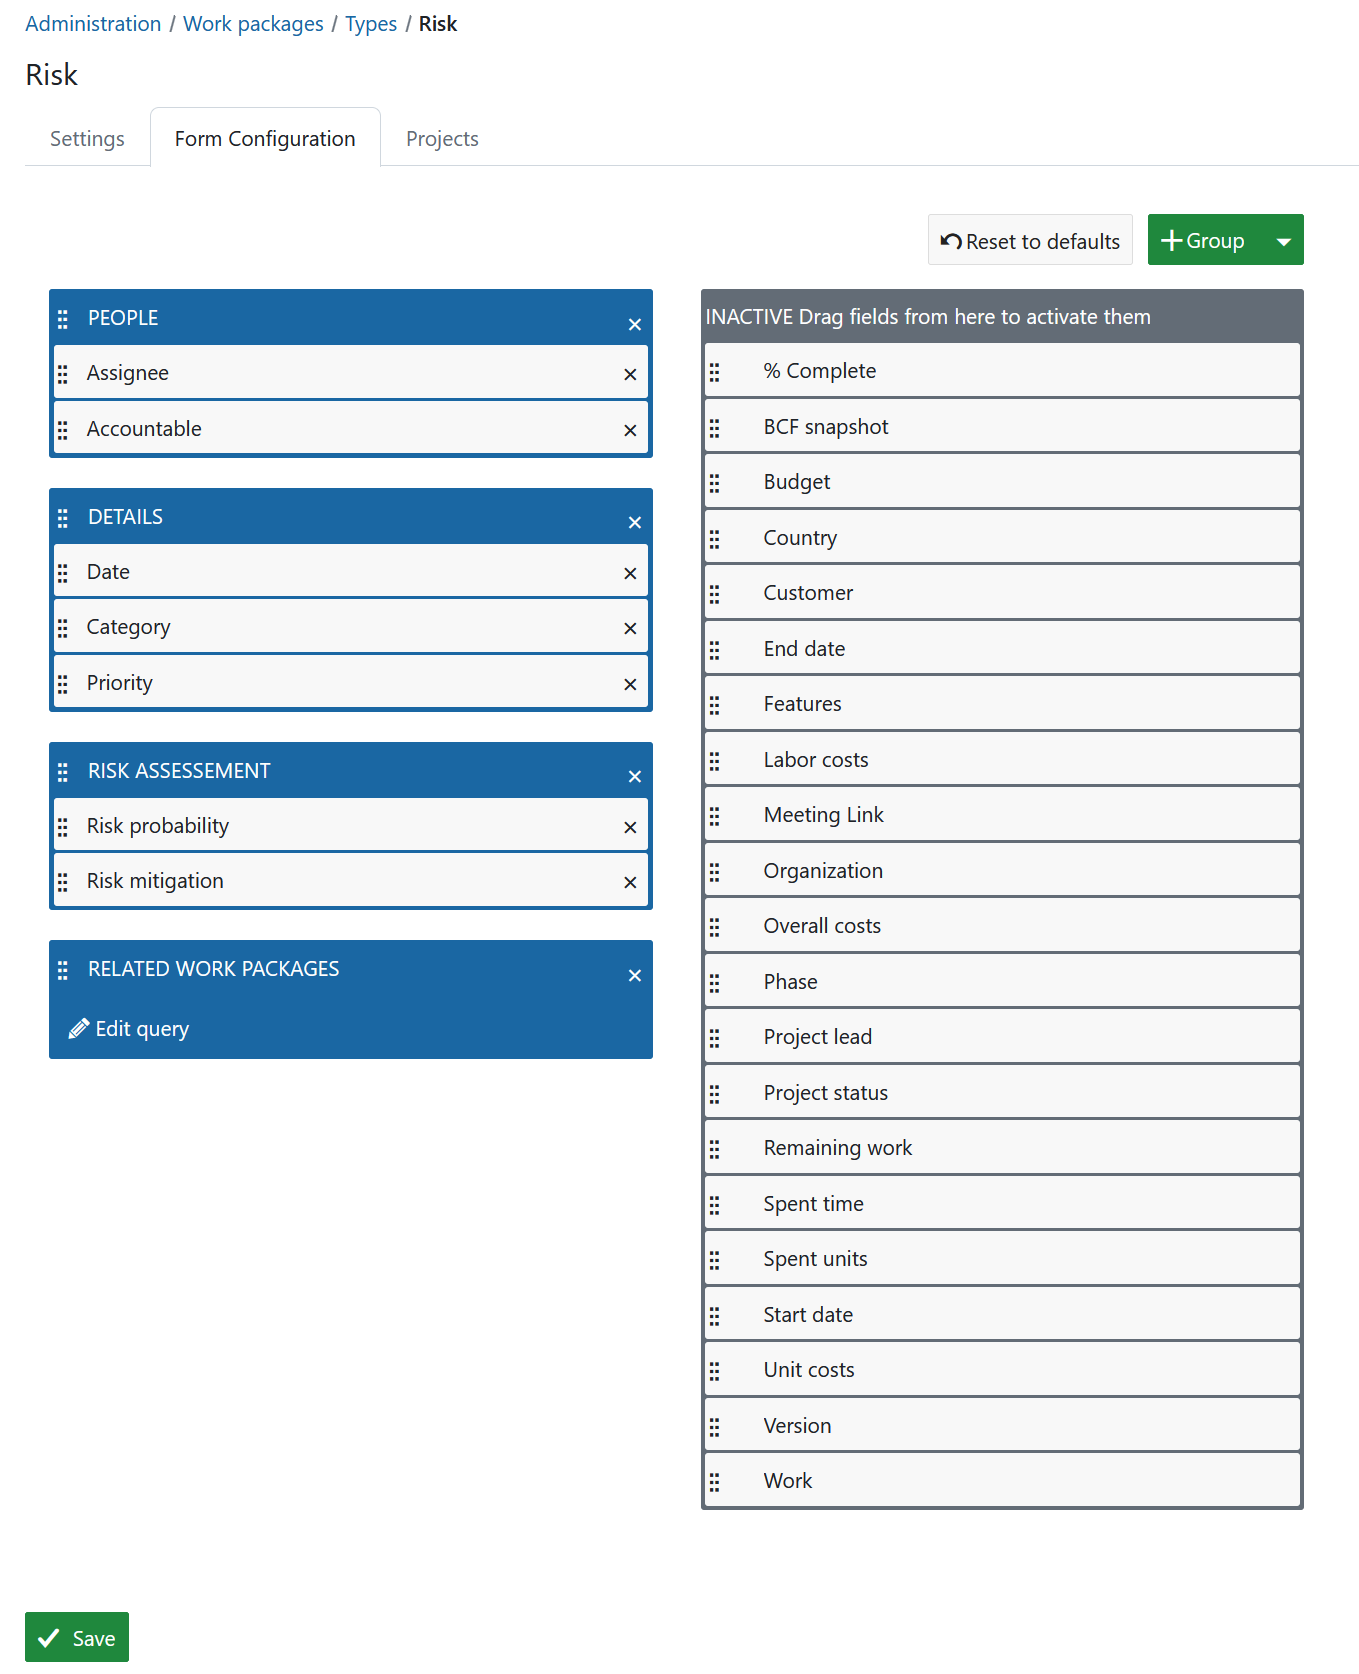 Administration / Work packages / Types / Risk
Risk
Settings
Form Configuration
Projects
Reset to defaults
Group
PEOPLE
Assignee
Accountable
DETAILS
Date
Category
Priority
RISK ASSESSEMENT
Risk probability
Risk mitigation
RELATED WORK PACKAGES
Edit query
INACTIVE Drag fields from here to activate them
% Complete
BCF snapshot
Budget
Country
Customer
End date
Features
Labor costs
Meeting Link
Organization
Overall costs
Phase
Project lead
Project status
Remaining work
Spent time
Spent units
Start date
Unit costs
Version
Work
Save